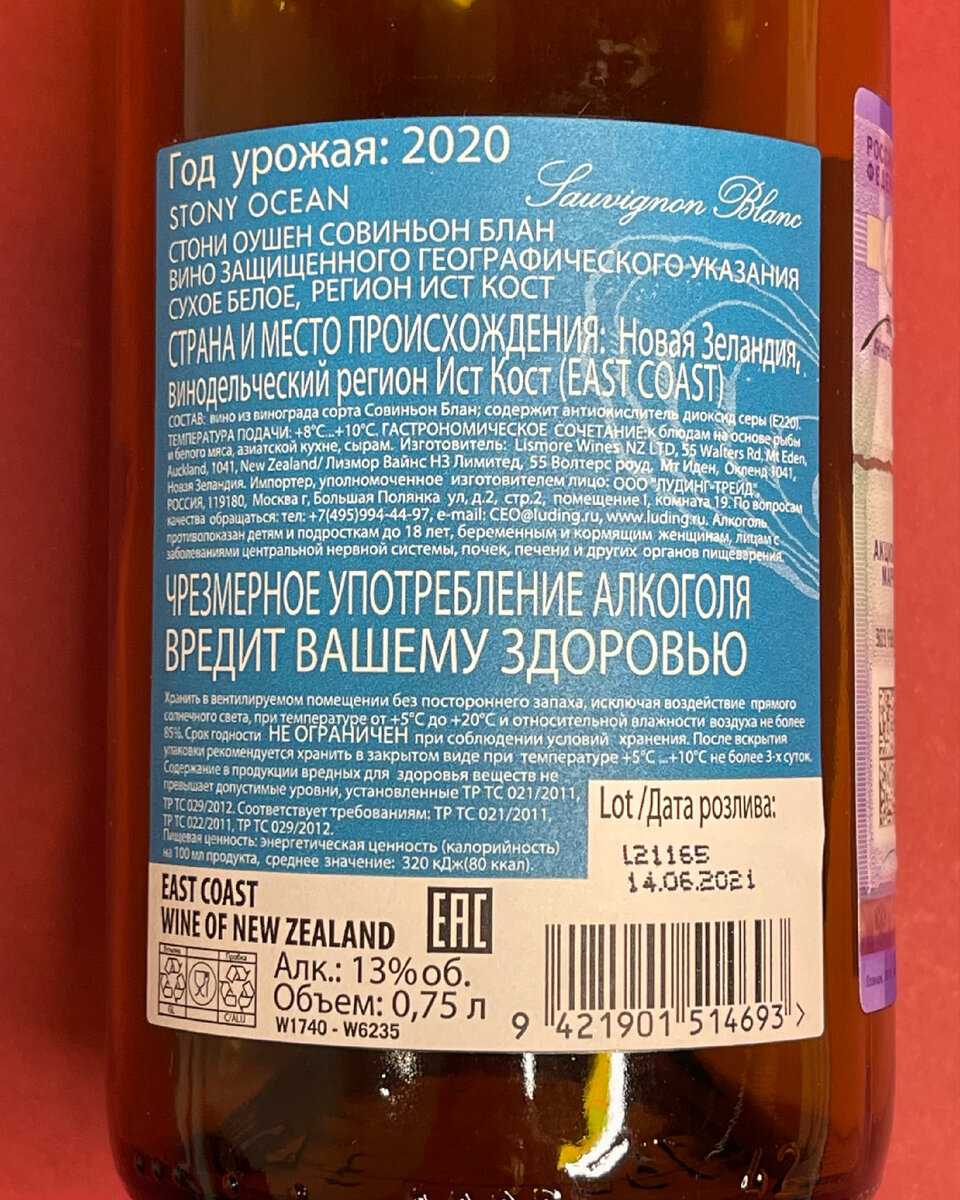 Год урожая: 2020
Sauvignon Blanc
STONY OCEAN
СТОНИ ОУШЕН СОВИНЬОН БЛАН
ВИНО ЗАЩИЩЕННОГО ГЕОГРАФИЧЕСКОГО УКАЗАНИЯ
СУХОЕ БЕЛОЕ, РЕГИОН ИСТ КОСТ
СТРАНА И МЕСТО ПРОИСХОЖДЕНИЯ: Новая Зеландия,
винодельческий регион Ист Кост (EAST COAST)
СОСТАВ: вино из винограда сорта Совиньон Блан; содержит антиокислитель диоксид серы (E220).
ТЕМПЕРАТУРА ПОДАЧИ: +8°C...+10°C. ГАСТРОНОМИЧЕСКОЕ СОЧЕТАНИЕ: к блюдам на основе рыбы
и белого мяса, азиатской кухне, сырам. Изготовитель: Lismore Wines NZ LTD, 55 Walters Rd, Mt Eden,
Auckland, 1041, New Zealand/ Лизмор Вайнс НЗ Лимитед, 55 Волтерс роуд, Мт Иден, Окленд 1041,
Новая Зеландия. Импортер, уполномоченное изготовителем лицо: ООО "ЛУДИНГ-ТРЕЙД",
РОССИЯ, 119180, Москва г, Большая Полянка ул, д.2, стр.2, помещение I, комната 19. По вопросам
качества обращаться: тел: +7(495)994-44-97, e-mail: CEO@luding.ru, www.luding.ru. Алкоголь
противопоказан детям и подросткам до 18 лет, беременным и кормящим женщинам, лицам с
заболеваниями центральной нервной системы, почек, печени и других органов пищеварения.
ЧРЕЗМЕРНОЕ УПОТРЕБЛЕНИЕ АЛКОГОЛЯ
ВРЕДИТ ВАШЕМУ ЗДОРОВЬЮ
Хранить в вентилируемом помещении без постороннего запаха, исключая воздействие прямого
солнечного света, при температуре от +5°C до +20°C и относительной влажности воздуха не более
85%. Срок годности НЕ ОГРАНИЧЕН при соблюдении условий хранения. После вскрытия
упаковки рекомендуется хранить в закрытом виде при температуре +5°C ...+10°C не более 3-х суток.
Содержание в продукции вредных для здоровья веществ не
превышает допустимые уровни, установленные ТР ТС 021/2011,
ТР ТС 029/2012. Соответствует требованиям: ТР ТС 021/2011,
ТР ТС 022/2011, ТР ТС 029/2012.
Пищевая ценность: энергетическая ценность (калорийность)
на 100 мл продукта, среднее значение: 320 кДж(80 ккал).
Lot /Дата розлива:
L21165
14.06.2021
EAST COAST
WINE OF NEW ZEALAND
EAC
Бутылка
Пробка
GL
C/ALU
Алк.: 13% об.
Объем: 0,75 л
W1740 - W6235
9 421901 514693 >